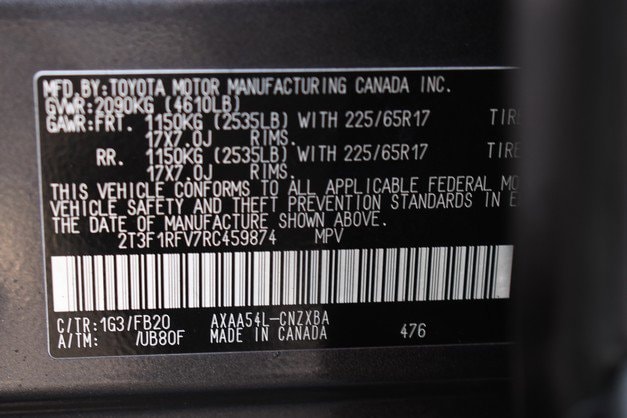 MFD.BY:TOYOTA MOTOR MANUFACTURING CANADA INC.
GVWR:2090KG (4610LB)
GAWR:FRT. 1150KG (2535LB) WITH 225/65R17 TIRE
17X7.0J RIMS.
RR. 1150KG (2535LB) WITH 225/65R17 TIRE
17X7.0J RIMS.
THIS VEHICLE CONFORMS TO ALL APPLICABLE FEDERAL MO
VEHICLE SAFETY AND THEFT PREVENTION STANDARDS IN E
THE DATE OF MANUFACTURE SHOWN ABOVE.
2T3F1RFV7RC459874 MPV
C/TR:1G3/FB20 AXAA54L-CNZXBA
A/TM: /UB80F MADE IN CANADA 476